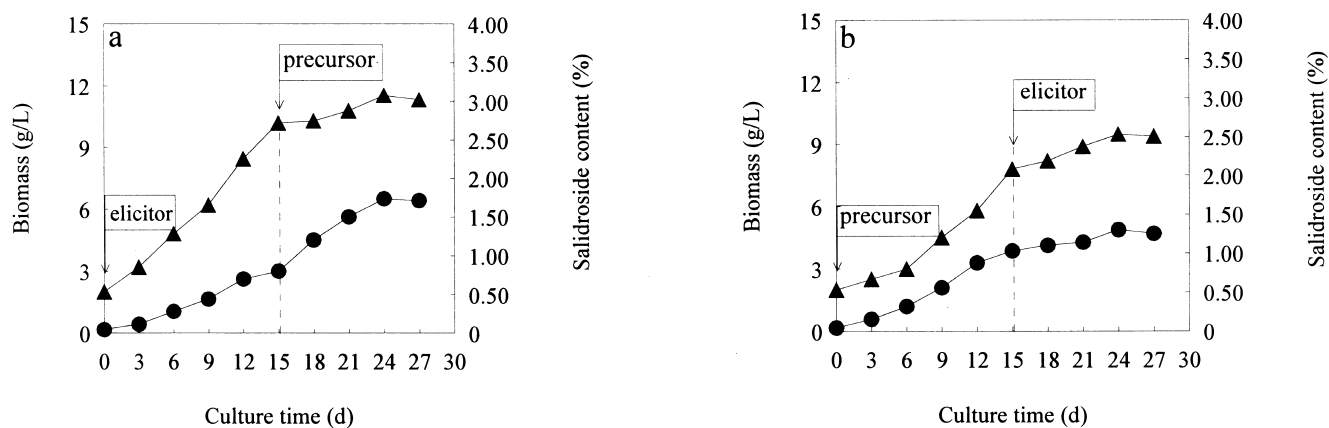 a
15
12
9
6
3
0
Biomass (g/L)
4.00
3.50
3.00
2.50
2.00
1.50
1.00
0.50
0
Salidroside content (%)
precursor
elicitor
0 3 6 9 12 15 18 21 24 27 30
Culture time (d)
b
15
12
9
6
3
0
Biomass (g/L)
4.00
3.50
3.00
2.50
2.00
1.50
1.00
0.50
0
Salidroside content (%)
elicitor
precursor
0 3 6 9 12 15 18 21 24 27 30
Culture time (d)